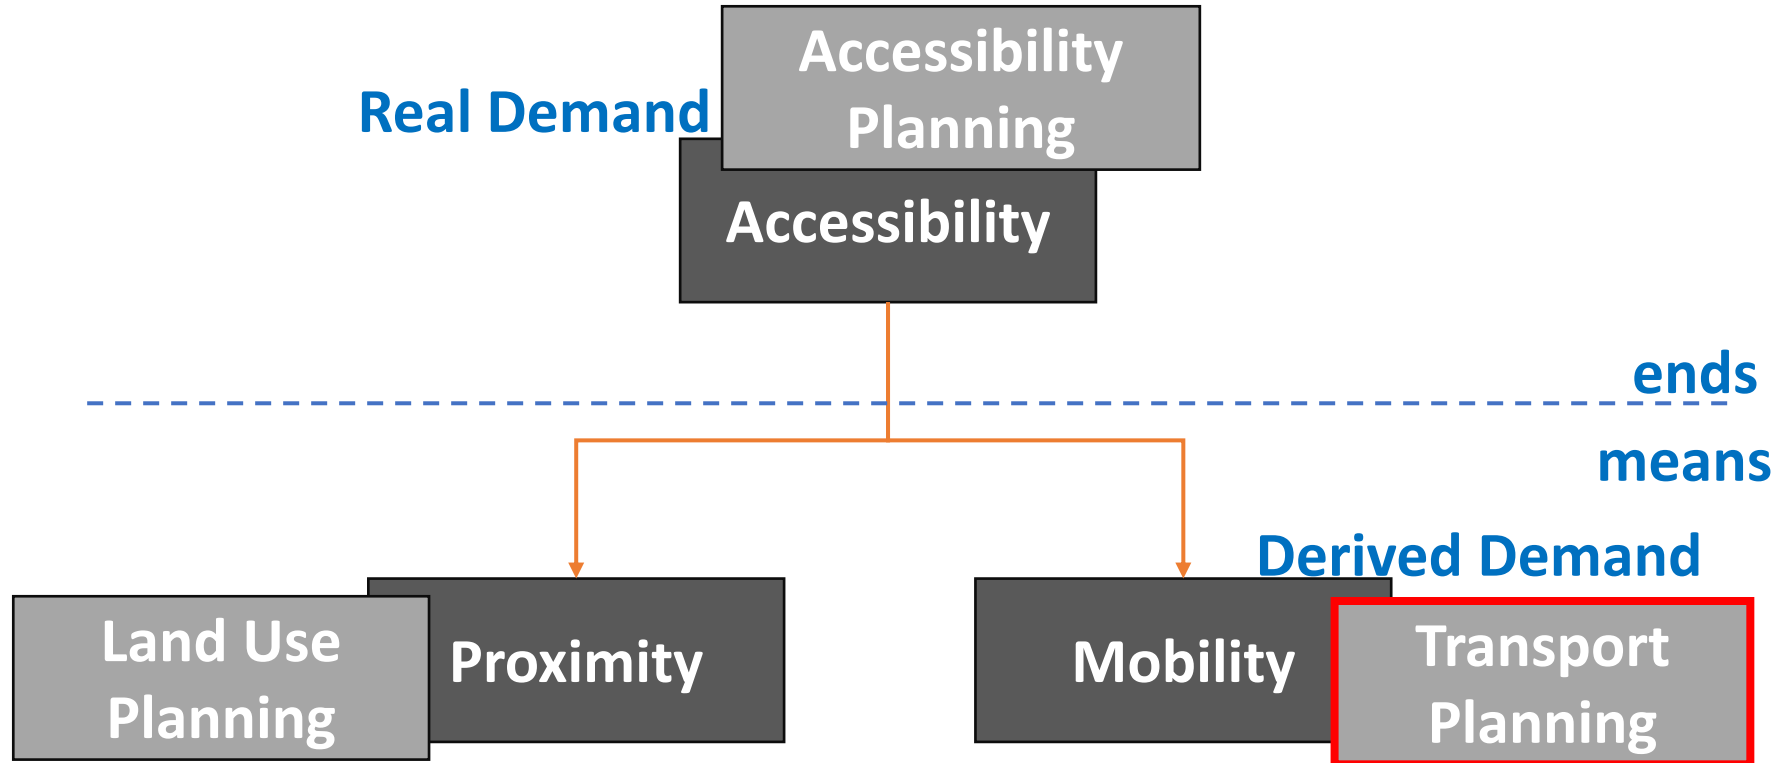 Accessibility
Planning
Real Demand
Accessibility
ends
means
Derived Demand
Land Use
Planning
Proximity
Mobility
Transport
Planning